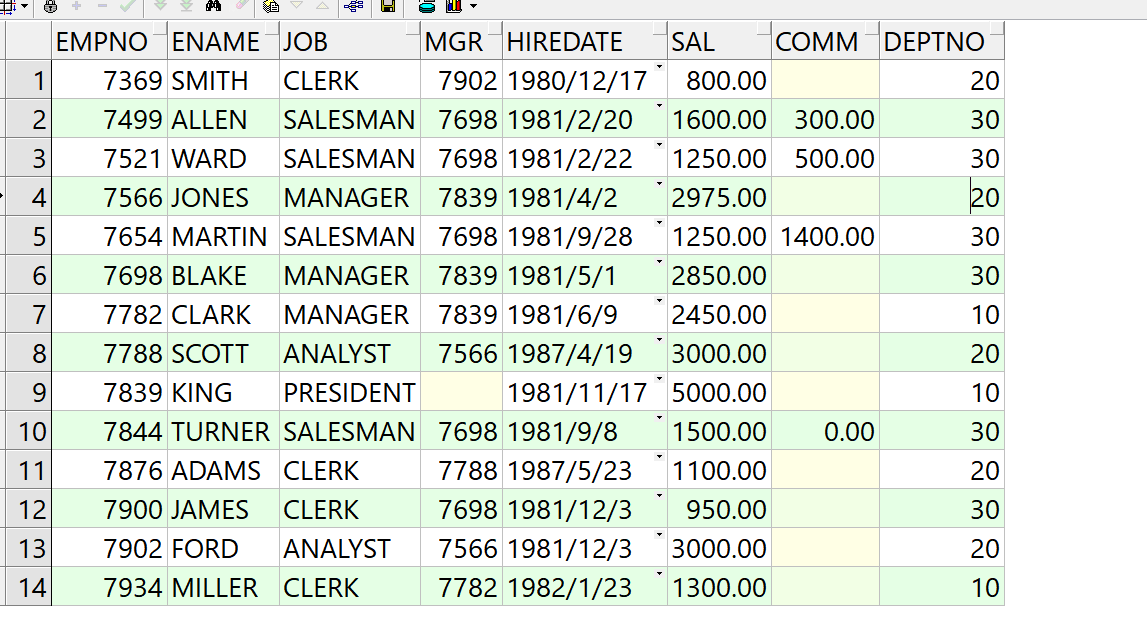 EMPNO ENAME JOB MGR HIREDATE SAL COMM DEPTNO
1 7369 SMITH CLERK 7902 1980/12/17 800.00 20
2 7499 ALLEN SALESMAN 7698 1981/2/20 1600.00 300.00 30
3 7521 WARD SALESMAN 7698 1981/2/22 1250.00 500.00 30
4 7566 JONES MANAGER 7839 1981/4/2 2975.00 20
5 7654 MARTIN SALESMAN 7698 1981/9/28 1250.00 1400.00 30
6 7698 BLAKE MANAGER 7839 1981/5/1 2850.00 30
7 7782 CLARK MANAGER 7839 1981/6/9 2450.00 10
8 7788 SCOTT ANALYST 7566 1987/4/19 3000.00 20
9 7839 KING PRESIDENT 1981/11/17 5000.00 10
10 7844 TURNER SALESMAN 7698 1981/9/8 1500.00 0.00 30
11 7876 ADAMS CLERK 7788 1987/5/23 1100.00 20
12 7900 JAMES CLERK 7698 1981/12/3 950.00 30
13 7902 FORD ANALYST 7566 1981/12/3 3000.00 20
14 7934 MILLER CLERK 7782 1982/1/23 1300.00 10